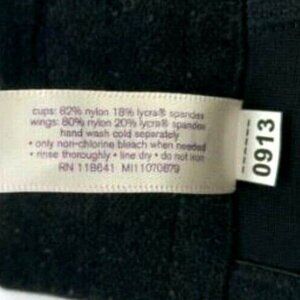 cups: 82% nylon 18% lycra® spandex
wings: 80% nylon 20% lycra® spandex
hand wash cold separately
• only non-chlorine bleach when needed
• rinse thoroughly • line dry • do not iron
RN 118641 MI11070679
0913